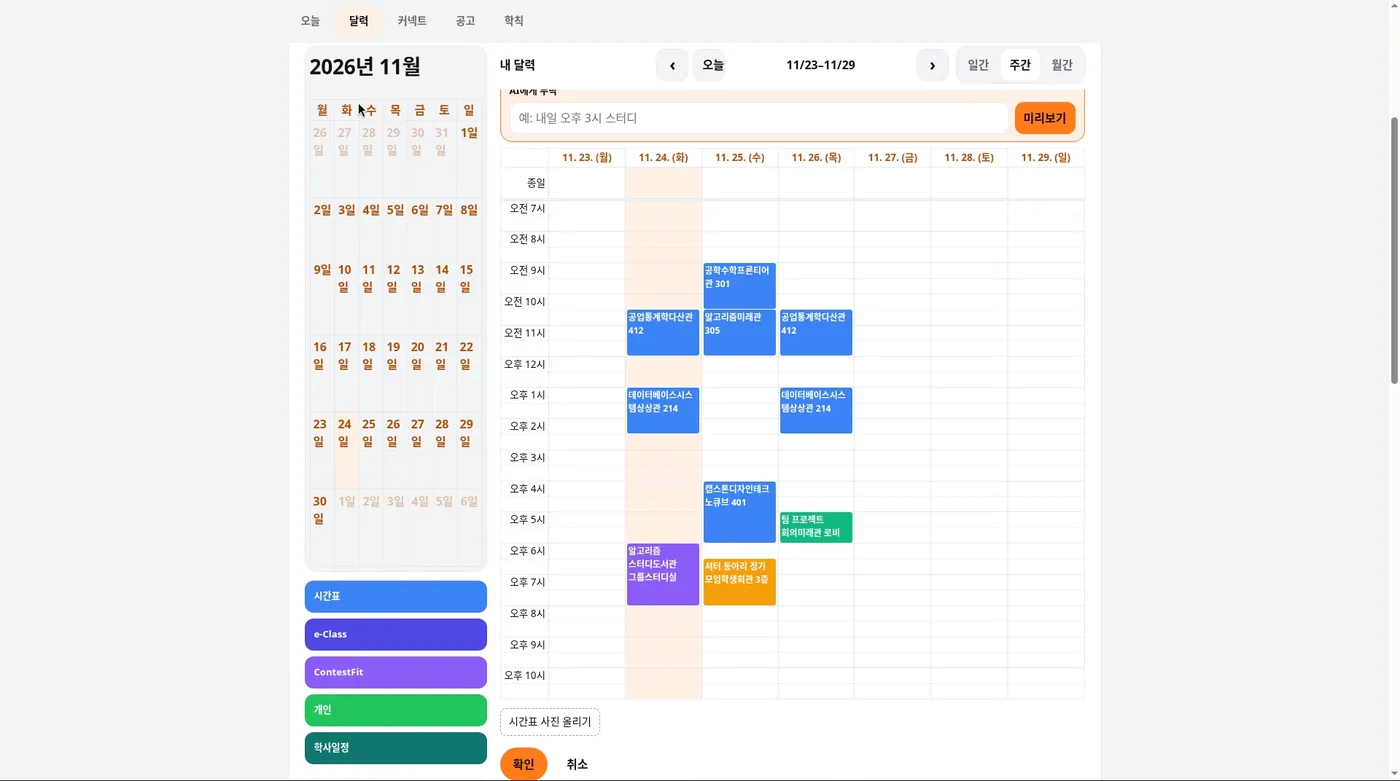 오늘 달력 커넥트 공고 학칙
2026년 11월
월 화 수 목 금 토 일
26일 27일 28일 29일 30일 31일 1일
2일 3일 4일 5일 6일 7일 8일
9일 10일 11일 12일 13일 14일 15일
16일 17일 18일 19일 20일 21일 22일
23일 24일 25일 26일 27일 28일 29일
30일 1일 2일 3일 4일 5일 6일
시간표
e-Class
ContestFit
개인
학사일정
내 달력 ‹ 오늘 11/23–11/29 › 일간 주간 월간
AI에게 부탁
예: 내일 오후 3시 스터디 미리보기
11. 23. (월) 11. 24. (화) 11. 25. (수) 11. 26. (목) 11. 27. (금) 11. 28. (토) 11. 29. (일)
종일
오전 7시
오전 8시
오전 9시
공학수학프론티어
관 301
오전 10시
공업통계학다산관
412
알고리즘미래관
305
공업통계학다산관
412
오전 11시
오후 12시
오후 1시
데이터베이스시스
템상상관 214
데이터베이스시스
템상상관 214
오후 2시
오후 3시
오후 4시
캡스톤디자인테크
노큐브 401
오후 5시
팀 프로젝트
회의미래관 로비
오후 6시
알고리즘
스터디도서관
그룹스터디실
셔터 동아리 정기
모임학생회관 3층
오후 7시
오후 8시
오후 9시
오후 10시
시간표 사진 올리기
확인 취소